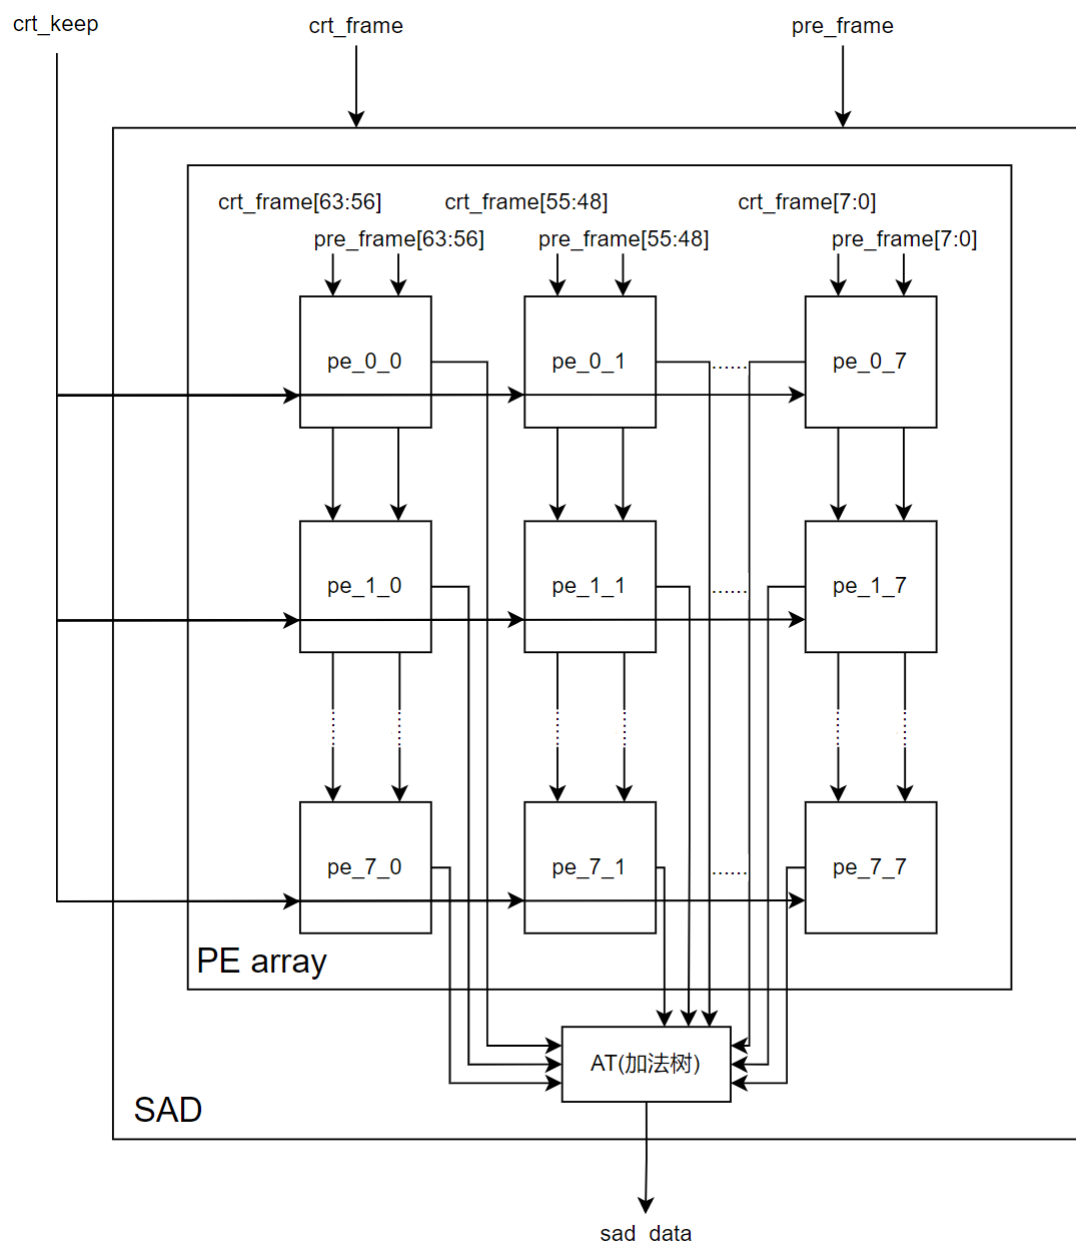 crt_keep
crt_frame
pre_frame
crt_frame[63:56]
crt_frame[55:48]
crt_frame[7:0]
pre_frame[63:56]
pre_frame[55:48]
pre_frame[7:0]
pe_0_0
pe_0_1
......
pe_0_7
pe_1_0
pe_1_1
......
pe_1_7
pe_7_0
pe_7_1
......
pe_7_7
PE array
AT(加法树)
SAD
sad_data